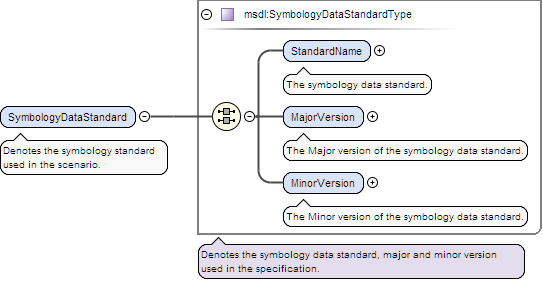 msdl:SymbologyDataStandardType
StandardName
The symbology data standard.
SymbologyDataStandard
Denotes the symbology standard
used in the scenario.
MajorVersion
The Major version of the symbology data standard.
MinorVersion
The Minor version of the symbology data standard.
Denotes the symbology data standard, major and minor version
used in the specification.